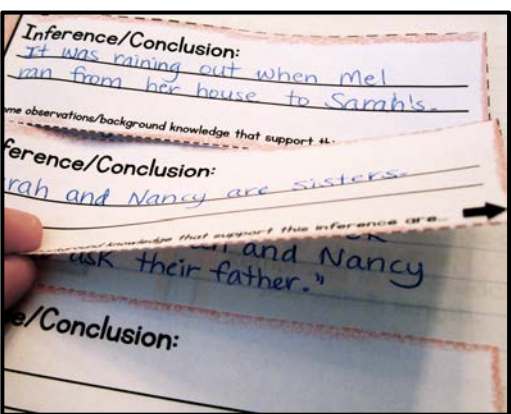 Inference/Conclusion:
It was raining out when Mel
ran from her house to Sarah's.
ome observations/background knowledge that support
ference/Conclusion:
rah and Nancy are sisters.
knowledge that support this inference are...
and Nancy
ask their father."
e/Conclusion: